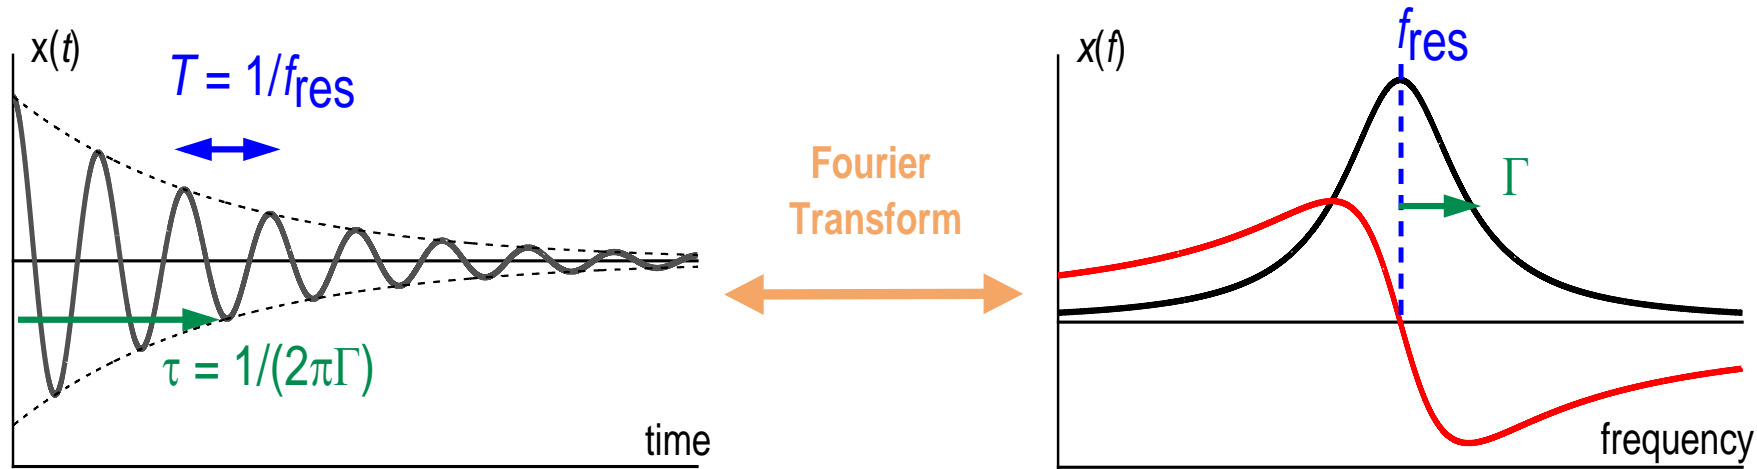 x(t)
T = 1/fres
τ = 1/(2πΓ)
time
Fourier
Transform
x(f)
fres
Γ
frequency